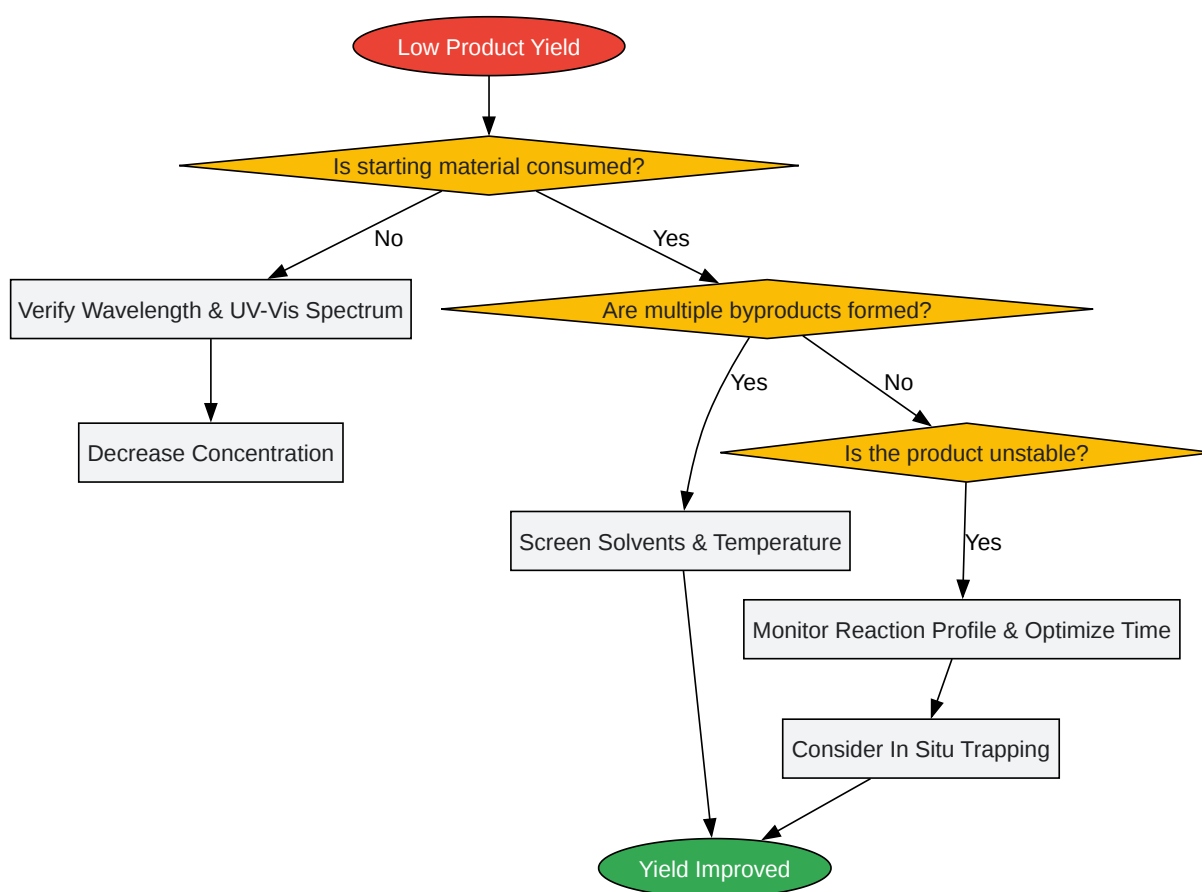 Low Product Yield
Is starting material consumed?
No
Yes
Verify Wavelength & UV-Vis Spectrum
Are multiple byproducts formed?
Yes
No
Decrease Concentration
Is the product unstable?
Screen Solvents & Temperature
Yes
Monitor Reaction Profile & Optimize Time
Consider In Situ Trapping
Yield Improved